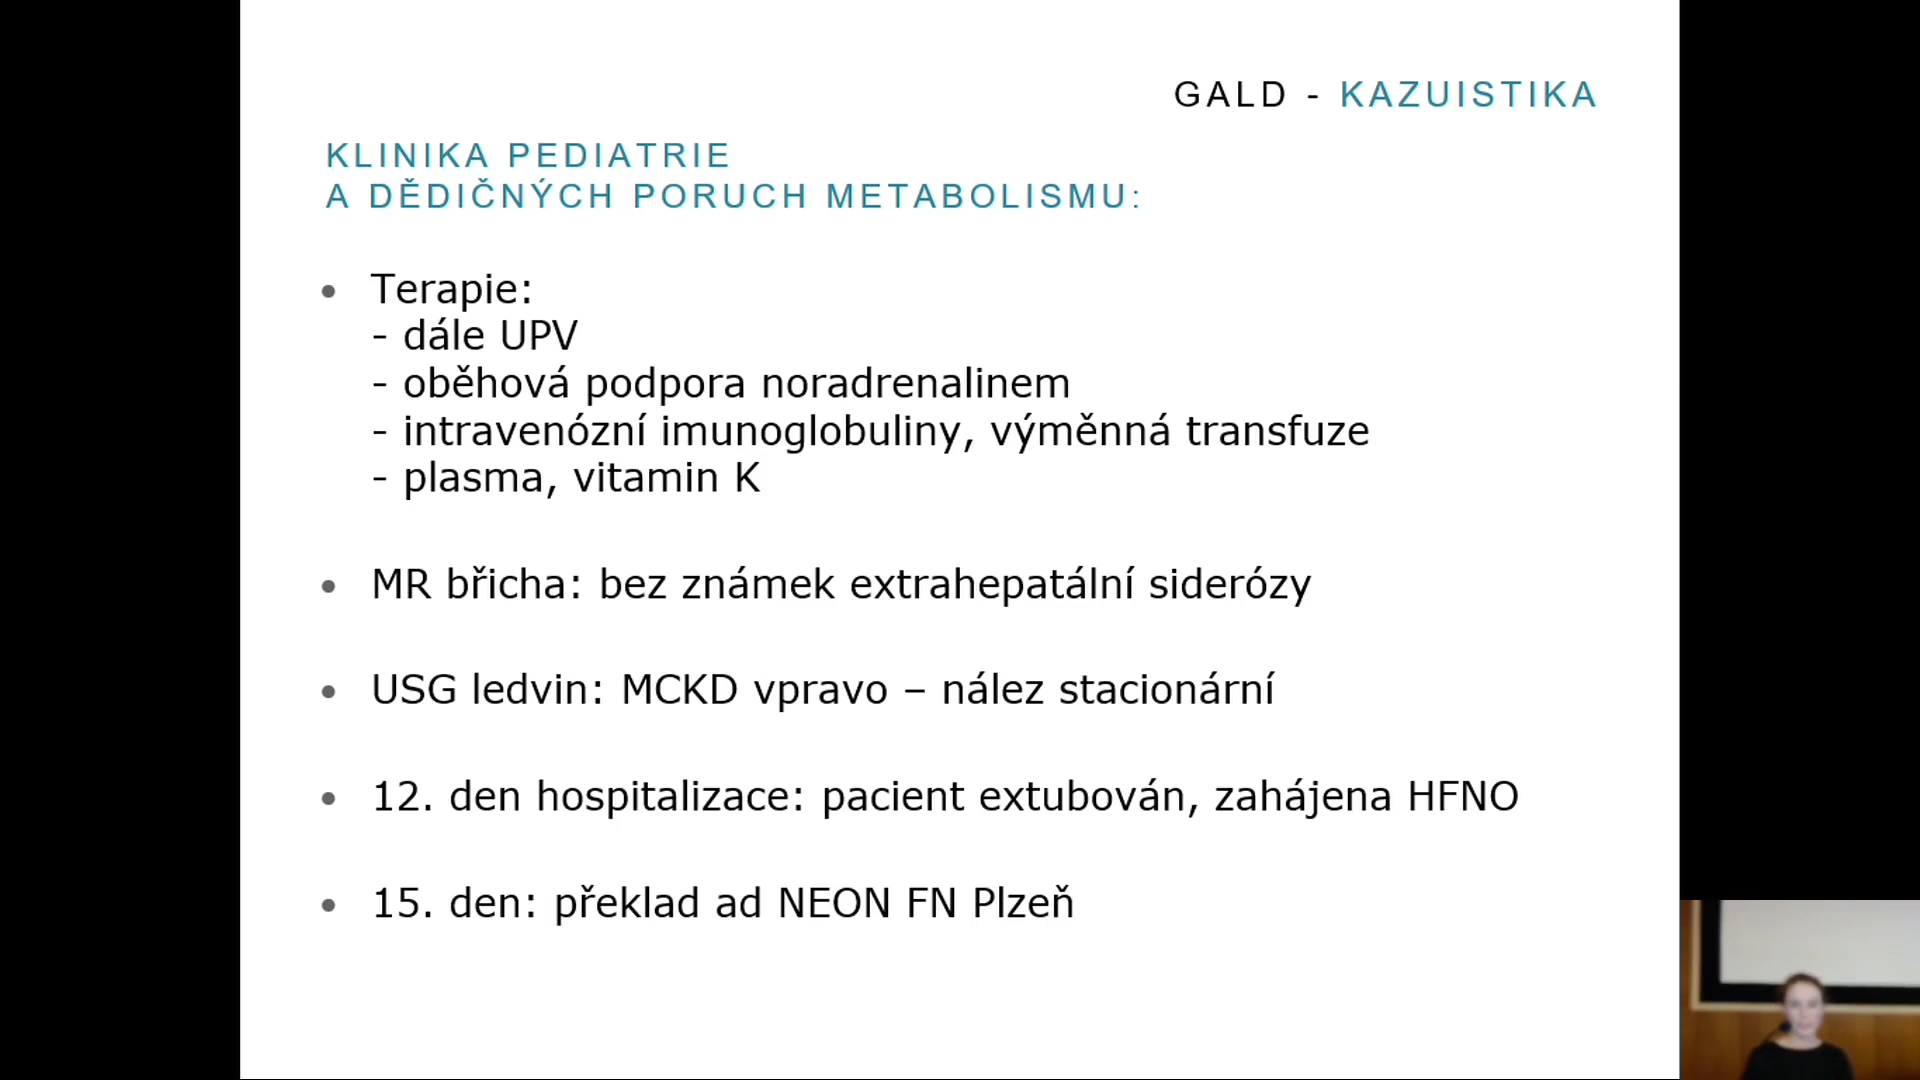 GALD - KAZUISTIKA
KLINIKA PEDIATRIE
A DĚDIČNÝCH PORUCH METABOLISMU:
• Terapie:
- dále UPV
- oběhová podpora noradrenalinem
- intravenózní imunoglobuliny, výměnná transfuze
- plasma, vitamin K
• MR břicha: bez známek extrahepatální siderózy
• USG ledvin: MCKD vpravo – nález stacionární
• 12. den hospitalizace: pacient extubován, zahájena HFNO
• 15. den: překlad ad NEON FN Plzeň